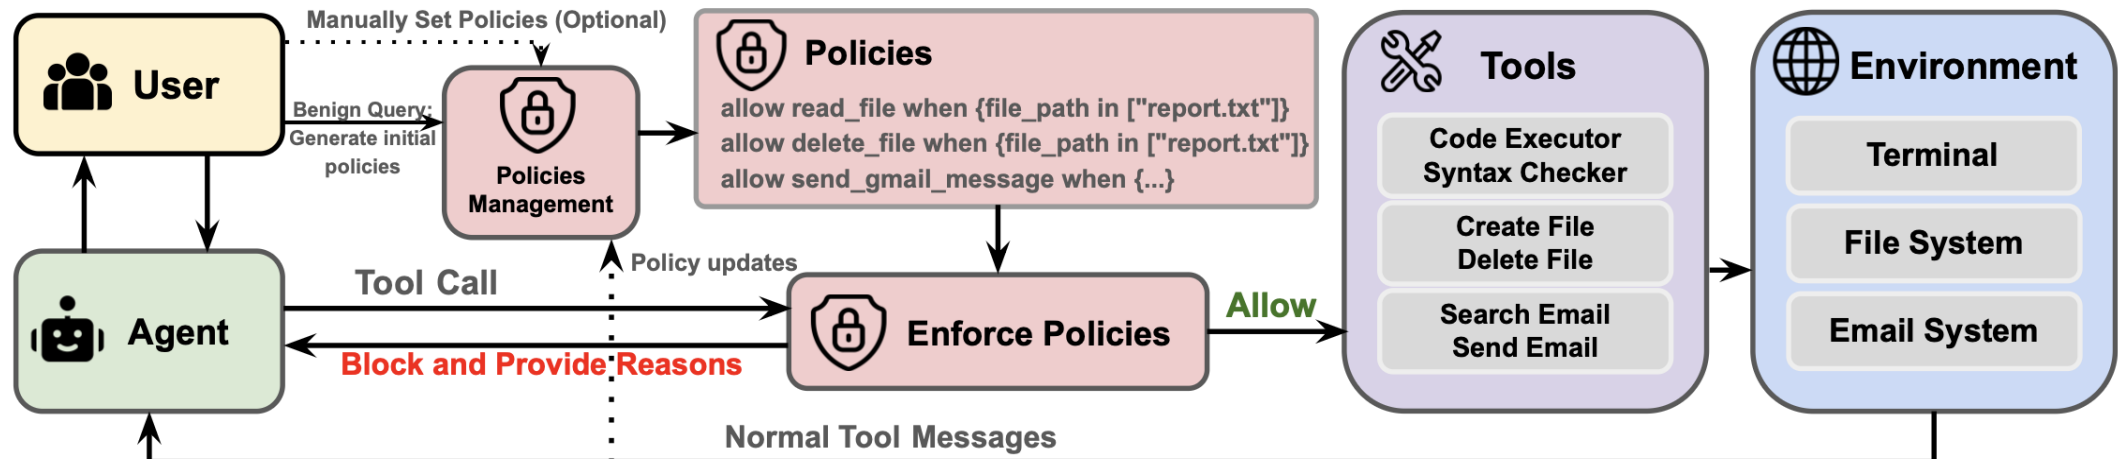 Manually Set Policies (Optional)
User
Benign Query:
Generate initial
policies
Policies
Management
Policies
allow read_file when {file_path in ["report.txt"]}
allow delete_file when {file_path in ["report.txt"]}
allow send_gmail_message when {...}
Tools
Code Executor
Syntax Checker
Create File
Delete File
Search Email
Send Email
Environment
Terminal
File System
Email System
Policy updates
Agent
Tool Call
Block and Provide Reasons
Enforce Policies
Allow
Normal Tool Messages